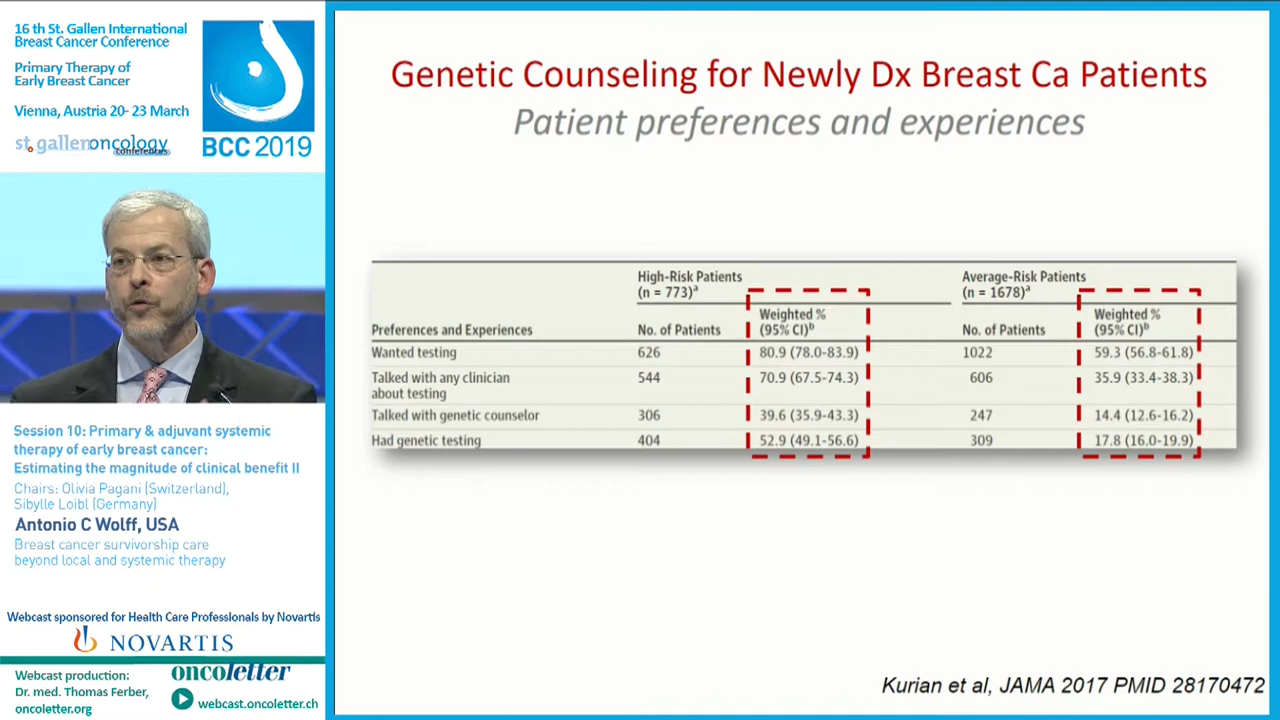 16 th St. Gallen International
Breast Cancer Conference
Primary Therapy of
Early Breast Cancer
Vienna, Austria 20- 23 March
st.gallenoncology
conferences
BCC 2019
Session 10: Primary & adjuvant systemic
therapy of early breast cancer:
Estimating the magnitude of clinical benefit II
Chairs: Olivia Pagani (Switzerland),
Sibylle Loibl (Germany)
Antonio C Wolff, USA
Breast cancer survivorship care
beyond local and systemic therapy
Webcast sponsored for Health Care Professionals by Novartis
NOVARTIS
Webcast production:
Dr. med. Thomas Ferber,
oncoletter.org
oncoletter
webcast.oncoletter.ch
Genetic Counseling for Newly Dx Breast Ca Patients
Patient preferences and experiences
High-Risk Patients Average-Risk Patients
(n = 773)a (n = 1678)a
Weighted % Weighted %
Preferences and Experiences No. of Patients (95% CI)b No. of Patients (95% CI)b
Wanted testing 626 80.9 (78.0-83.9) 1022 59.3 (56.8-61.8)
Talked with any clinician 544 70.9 (67.5-74.3) 606 35.9 (33.4-38.3)
about testing
Talked with genetic counselor 306 39.6 (35.9-43.3) 247 14.4 (12.6-16.2)
Had genetic testing 404 52.9 (49.1-56.6) 309 17.8 (16.0-19.9)
Kurian et al, JAMA 2017 PMID 28170472